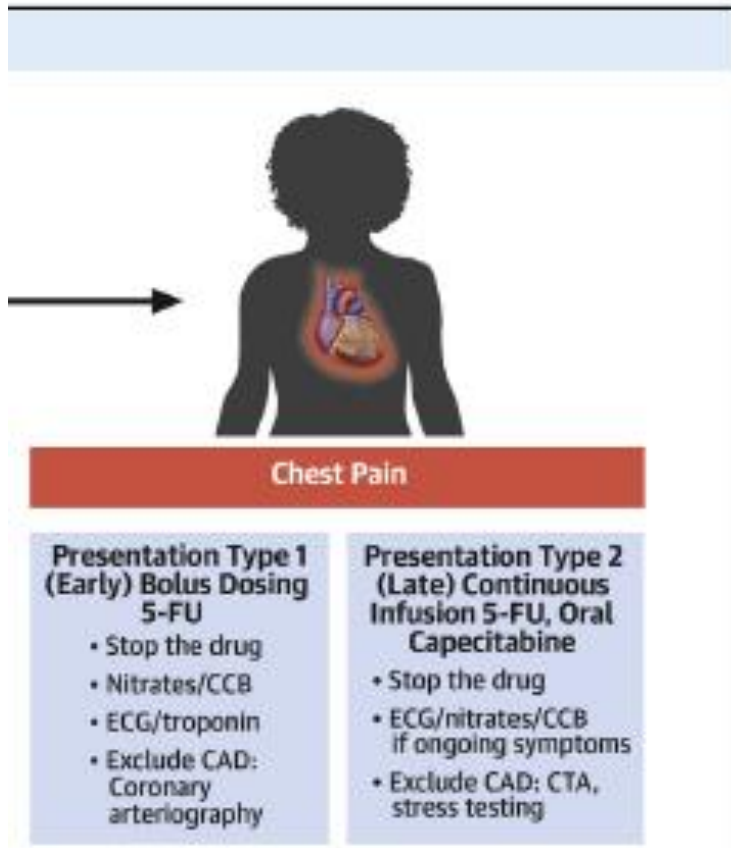 Chest Pain
Presentation Type 1
(Early) Bolus Dosing
5-FU
• Stop the drug
• Nitrates/CCB
• ECG/troponin
• Exclude CAD:
Coronary
arteriography
Presentation Type 2
(Late) Continuous
Infusion 5-FU, Oral
Capecitabine
• Stop the drug
• ECG/nitrates/CCB
if ongoing symptoms
• Exclude CAD: CTA,
stress testing